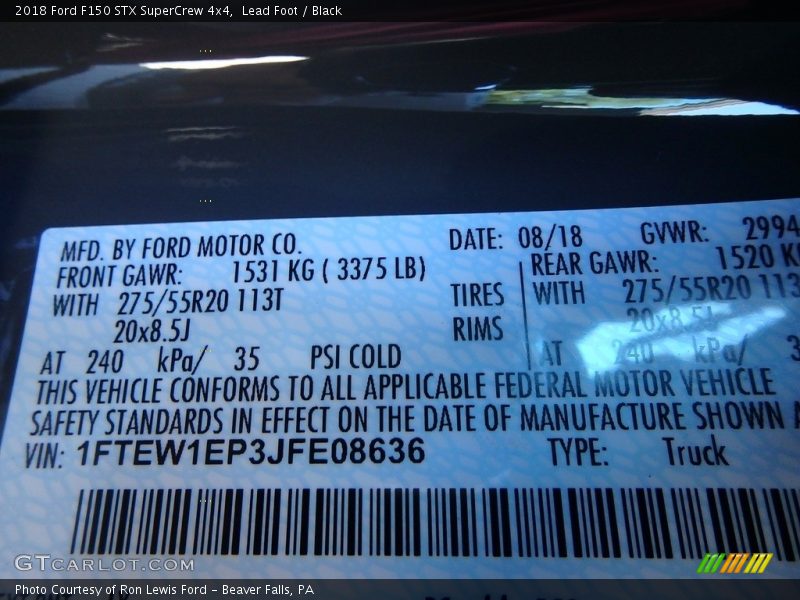 2018 Ford F150 STX SuperCrew 4x4,  Lead Foot / Black
MFD. BY FORD MOTOR CO.
DATE: 08/18
GVWR: 2994
FRONT GAWR: 1531 KG ( 3375 LB)
WITH 275/55R20 113T TIRES
20x8.5J RIMS
AT 240 kPa/ 35 PSI COLD
REAR GAWR: 1520
WITH 275/55R20 113
20x8.5J
AT 240 kPa/ 3
THIS VEHICLE CONFORMS TO ALL APPLICABLE FEDERAL MOTOR VEHICLE
SAFETY STANDARDS IN EFFECT ON THE DATE OF MANUFACTURE SHOWN
VIN: 1FTEW1EP3JFE08636
TYPE: Truck
GTCARLOT.COM
Photo Courtesy of Ron Lewis Ford - Beaver Falls, PA